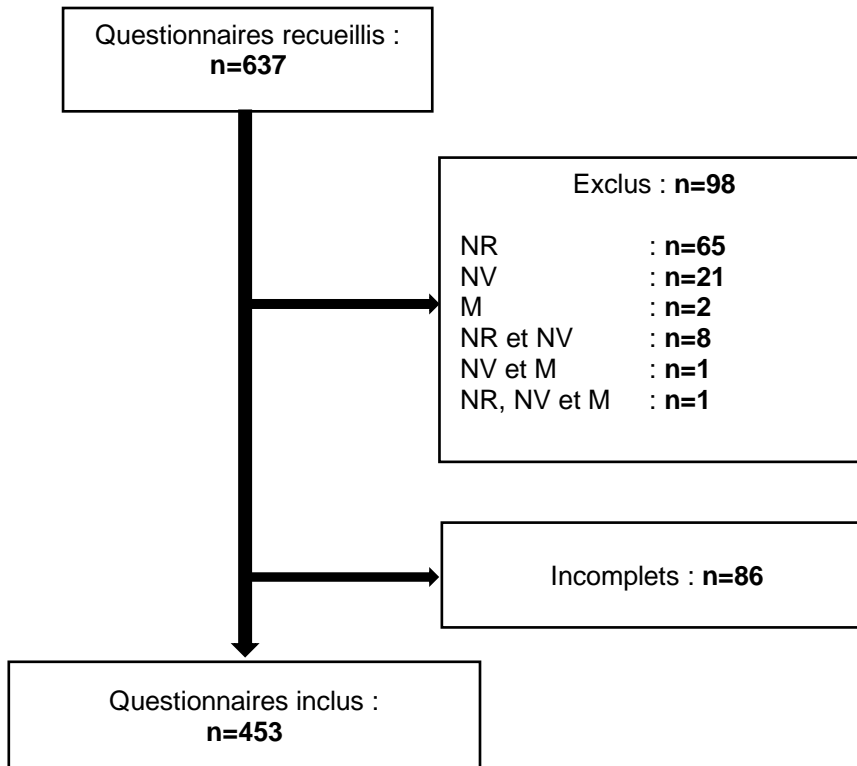 Questionnaires recueillis :
n=637
Exclus : n=98
NR : n=65
NV : n=21
M : n=2
NR et NV : n=8
NV et M : n=1
NR, NV et M : n=1
Incomplets : n=86
Questionnaires inclus :
n=453